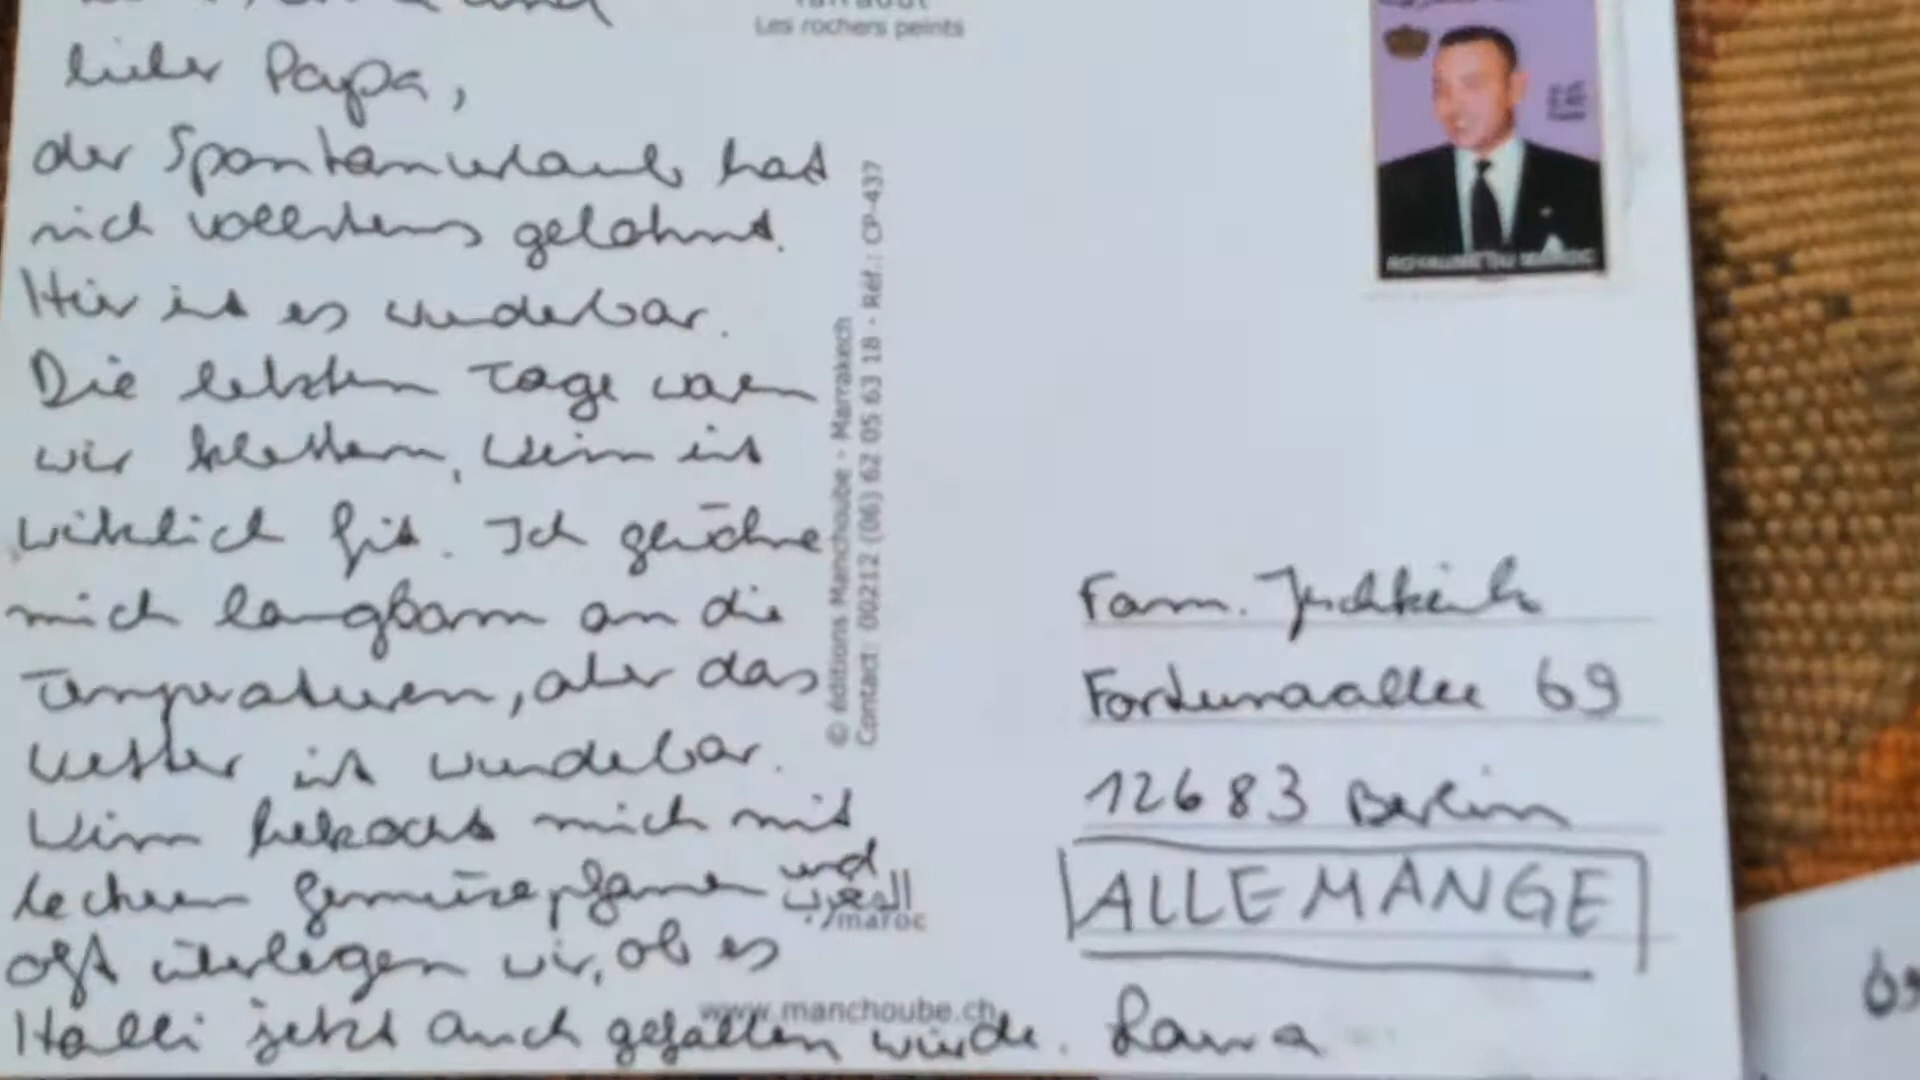 lieber Papa,
der Spontanurlaub hat
sich vollstens gelohnt.
Hier ist es wunderbar.
Die letzten Tage waren
wir klettern, Wim ist
wirklich fit. Ich gewöhne
mich langsam an die
Temperaturen, aber das
Wetter ist wunderbar.
Wim bekocht mich mit
leckeren Gemüsepfannen und
oft überlegen wir, ob es
Halli jetzt auch gefallen würde. Laura
Les rochers peints
© éditions Manchoube - Marrakech
Contact: 00212 (06) 62 05 63 18 - Réf.: CP-437
المغرب
maroc
www.manchoube.ch
ROYAUME DU MAROC
Fam.
Fortunaallee 69
12683 Berlin
ALLEMANGE